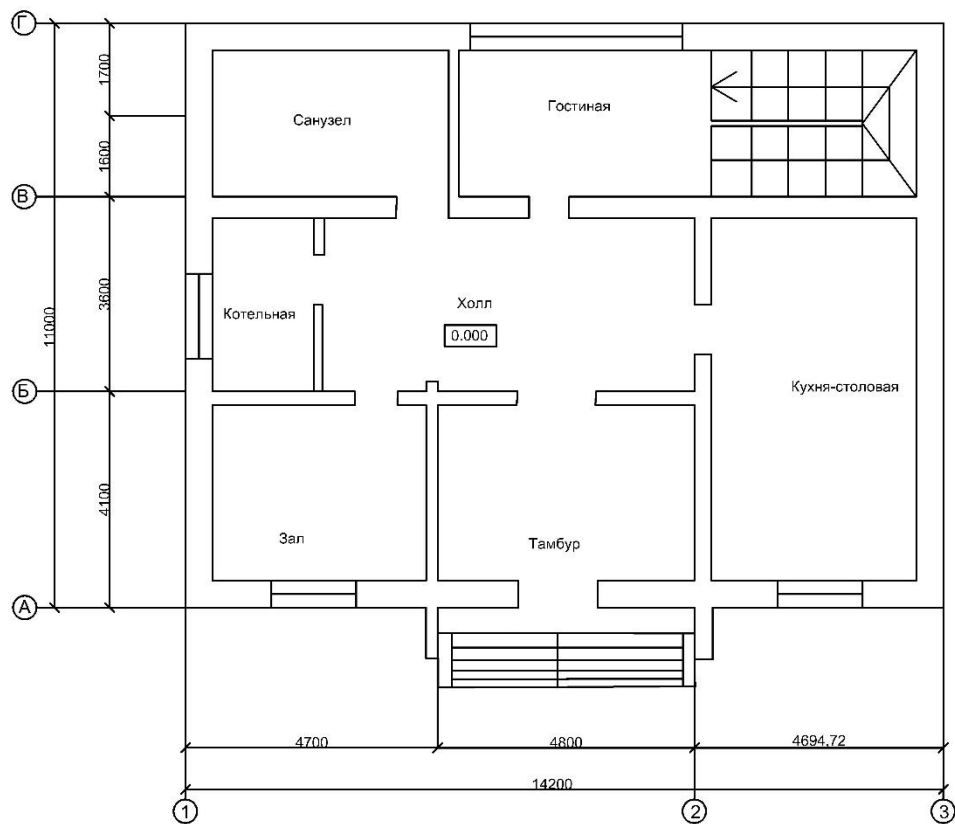 Г
1700
Санузел
Гостиная
1600
В
3600
11000
Котельная
Холл
0.000
Б
Кухня-столовая
4100
Зал
Тамбур
А
4700
4800
4694,72
14200
1
2
3